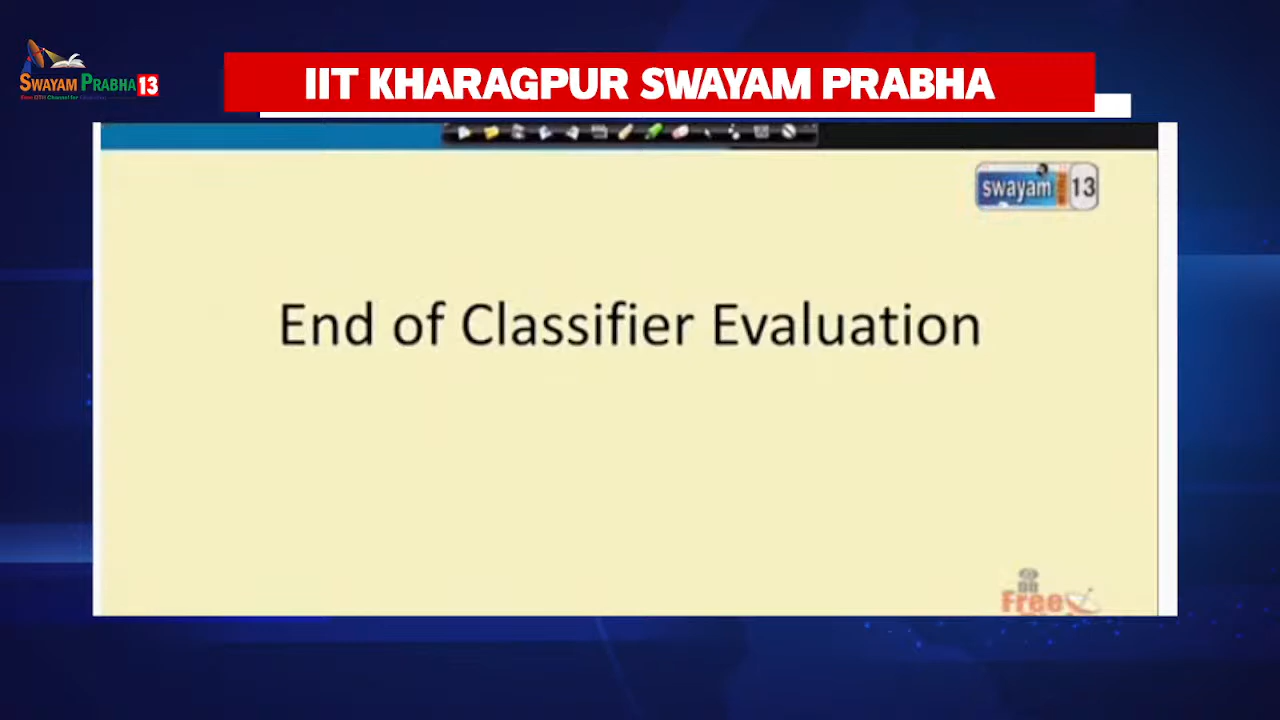 SWAYAM PRABHA 13
IIT KHARAGPUR SWAYAM PRABHA
swayam 13
End of Classifier Evaluation
Free